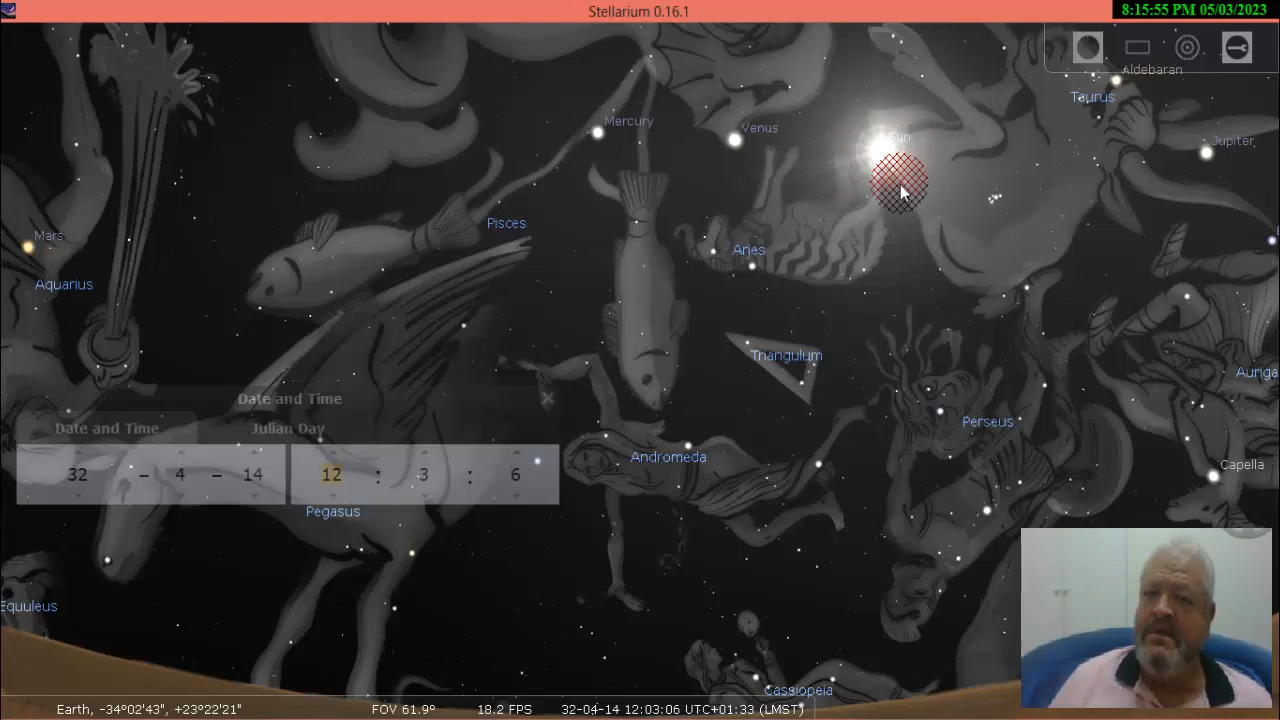 Stellarium 0.16.1
8:15:55 PM 05/03/2023
Aldebaran
Taurus
Mercury
Venus
Sun
Jupiter
Pisces
Mars
Aries
Aquarius
Triangulum
Auriga
Date and Time
Perseus
Date and Time Julian Day
Andromeda
Capella
32 - 4 - 14 12 : 3 : 6
Pegasus
Equuleus
Cassiopeia
Earth, -34°02'43", +23°22'21" FOV 61.9° 18.2 FPS 32-04-14 12:03:06 UTC+01:33 (LMST)